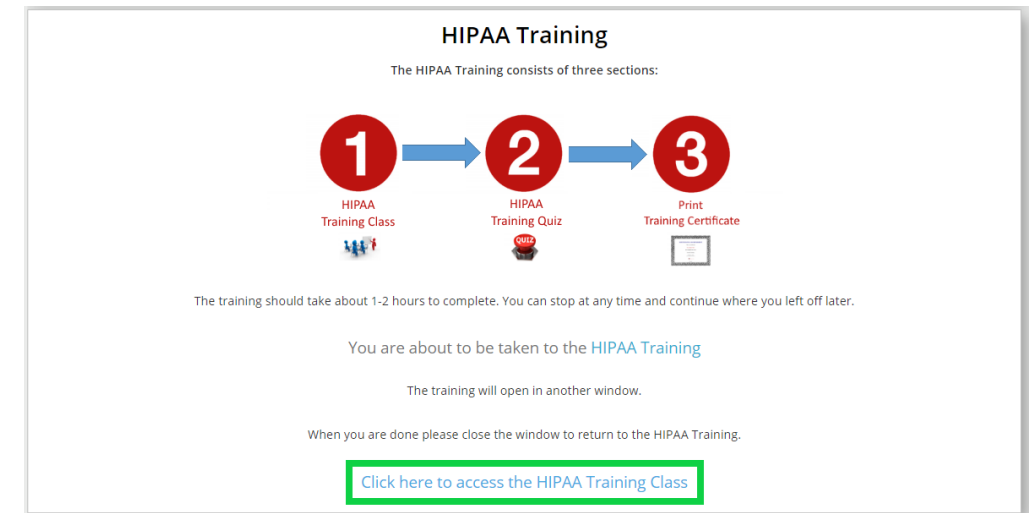 HIPAA Training
The HIPAA Training consists of three sections:
1
2
3
HIPAA
Training Class
HIPAA
Training Quiz
Print
Training Certificate
QUIZ
The training should take about 1-2 hours to complete. You can stop at any time and continue where you left off later.
You are about to be taken to the HIPAA Training
The training will open in another window.
When you are done please close the window to return to the HIPAA Training.
Click here to access the HIPAA Training Class